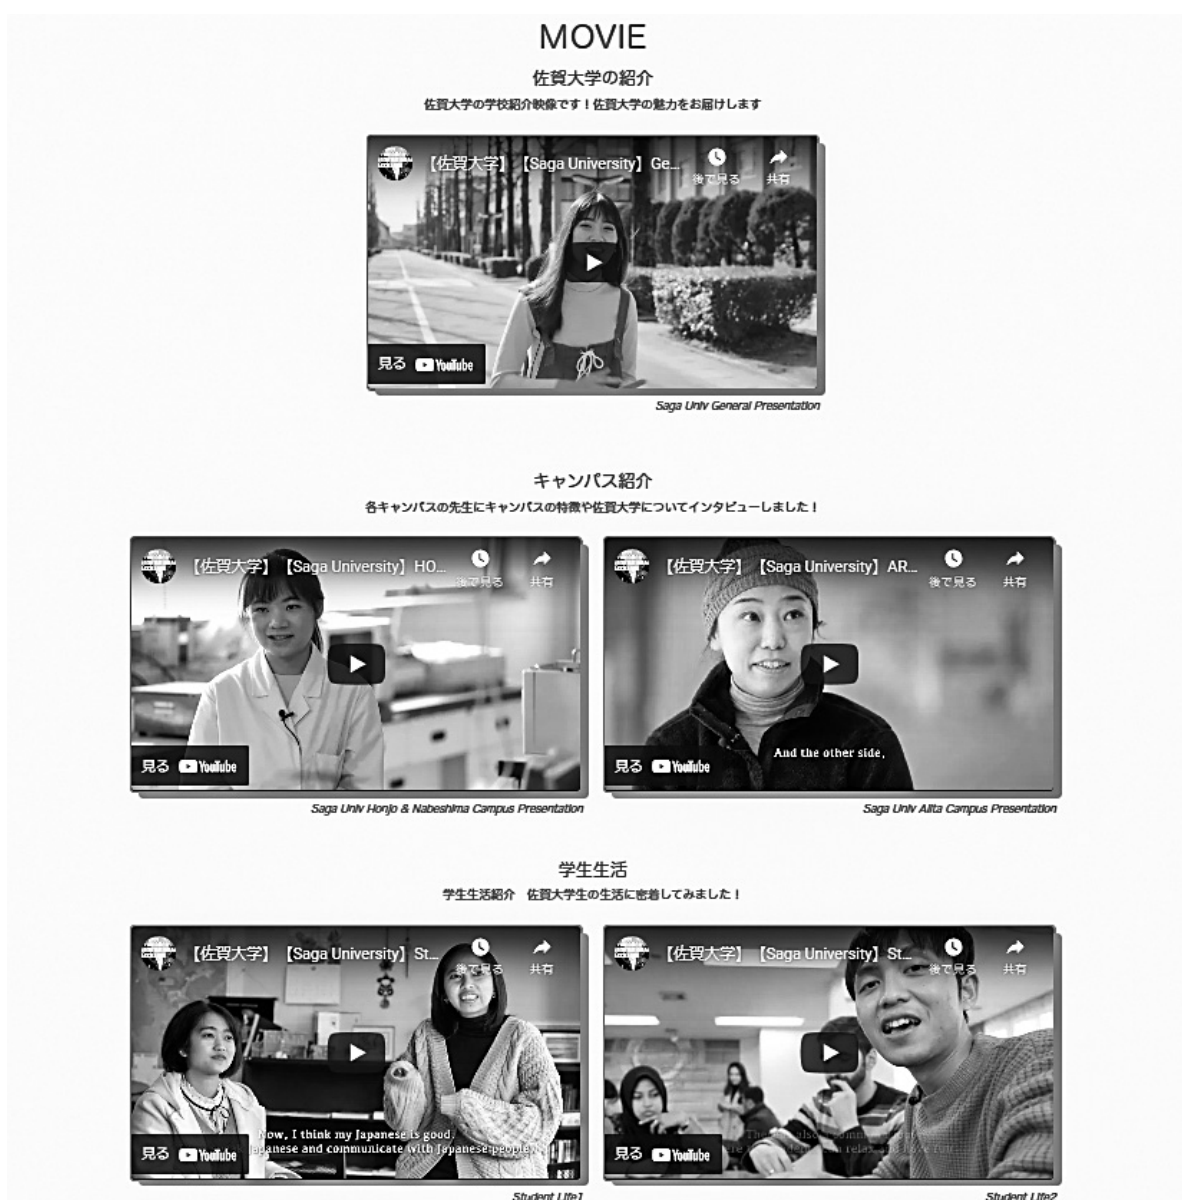 MOVIE
佐賀大学の紹介
佐賀大学の学校紹介映像です！佐賀大学の魅力をお届けします
【佐賀大学】【Saga University】Ge...
後で見る
共有
見る YouTube
Saga Univ General Presentation
キャンパス紹介
各キャンパスの先生にキャンパスの特徴や佐賀大学についてインタビューしました！
【佐賀大学】【Saga University】HO...
後で見る
共有
見る YouTube
Saga Univ Honjo & Nabeshima Campus Presentation
【佐賀大学】【Saga University】AR...
後で見る
共有
And the other side,
見る YouTube
Saga Univ Alita Campus Presentation
学生生活
学生生活紹介　佐賀大学生の生活に密着してみました！
【佐賀大学】【Saga University】St...
後で見る
共有
Now, I think my Japanese is good.
Japanese and communicate with Japanese people
見る YouTube
Student Life1
【佐賀大学】【Saga University】St...
後で見る
共有
見る YouTube
Student Life2